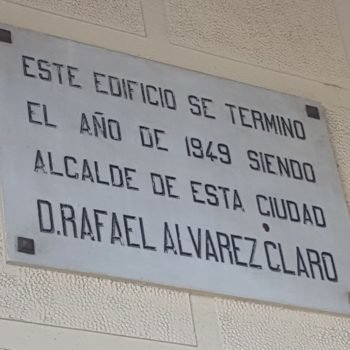 ESTE EDIFICIO SE TERMINO
EL AÑO DE 1949 SIENDO
ALCALDE DE ESTA CIUDAD
D.RAFAEL ALVAREZ CLARO